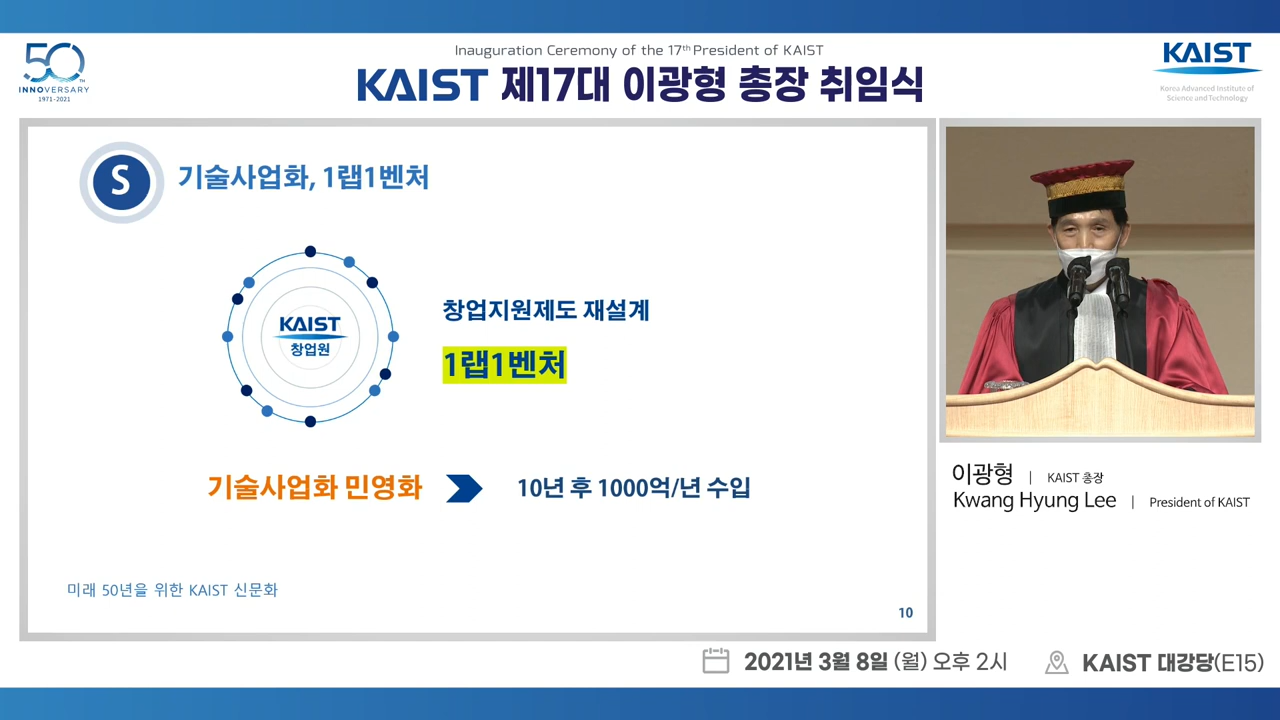 50TH
INNOVERSARY
1971-2021
Inauguration Ceremony of the 17th President of KAIST
KAIST 제17대 이광형 총장 취임식
KAIST
Korea Advanced Institute of
Science and Technology
S
기술사업화, 1랩1벤처
KAIST
창업원
창업지원제도 재설계
1랩1벤처
기술사업화 민영화
10년 후 1000억/년 수입
미래 50년을 위한 KAIST 신문화
10
이광형 | KAIST 총장
Kwang Hyung Lee | President of KAIST
2021년 3월 8일 (월) 오후 2시
KAIST 대강당(E15)